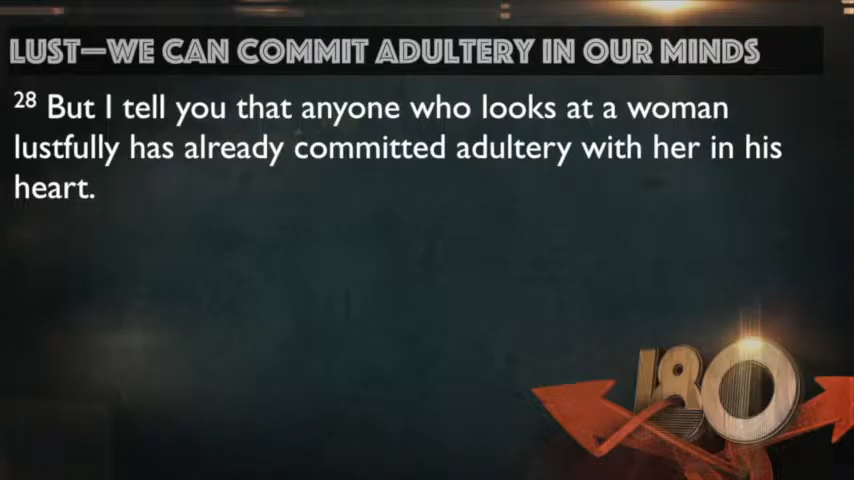 LUST—WE CAN COMMIT ADULTERY IN OUR MINDS
28 But I tell you that anyone who looks at a woman
lustfully has already committed adultery with her in his
heart.
180